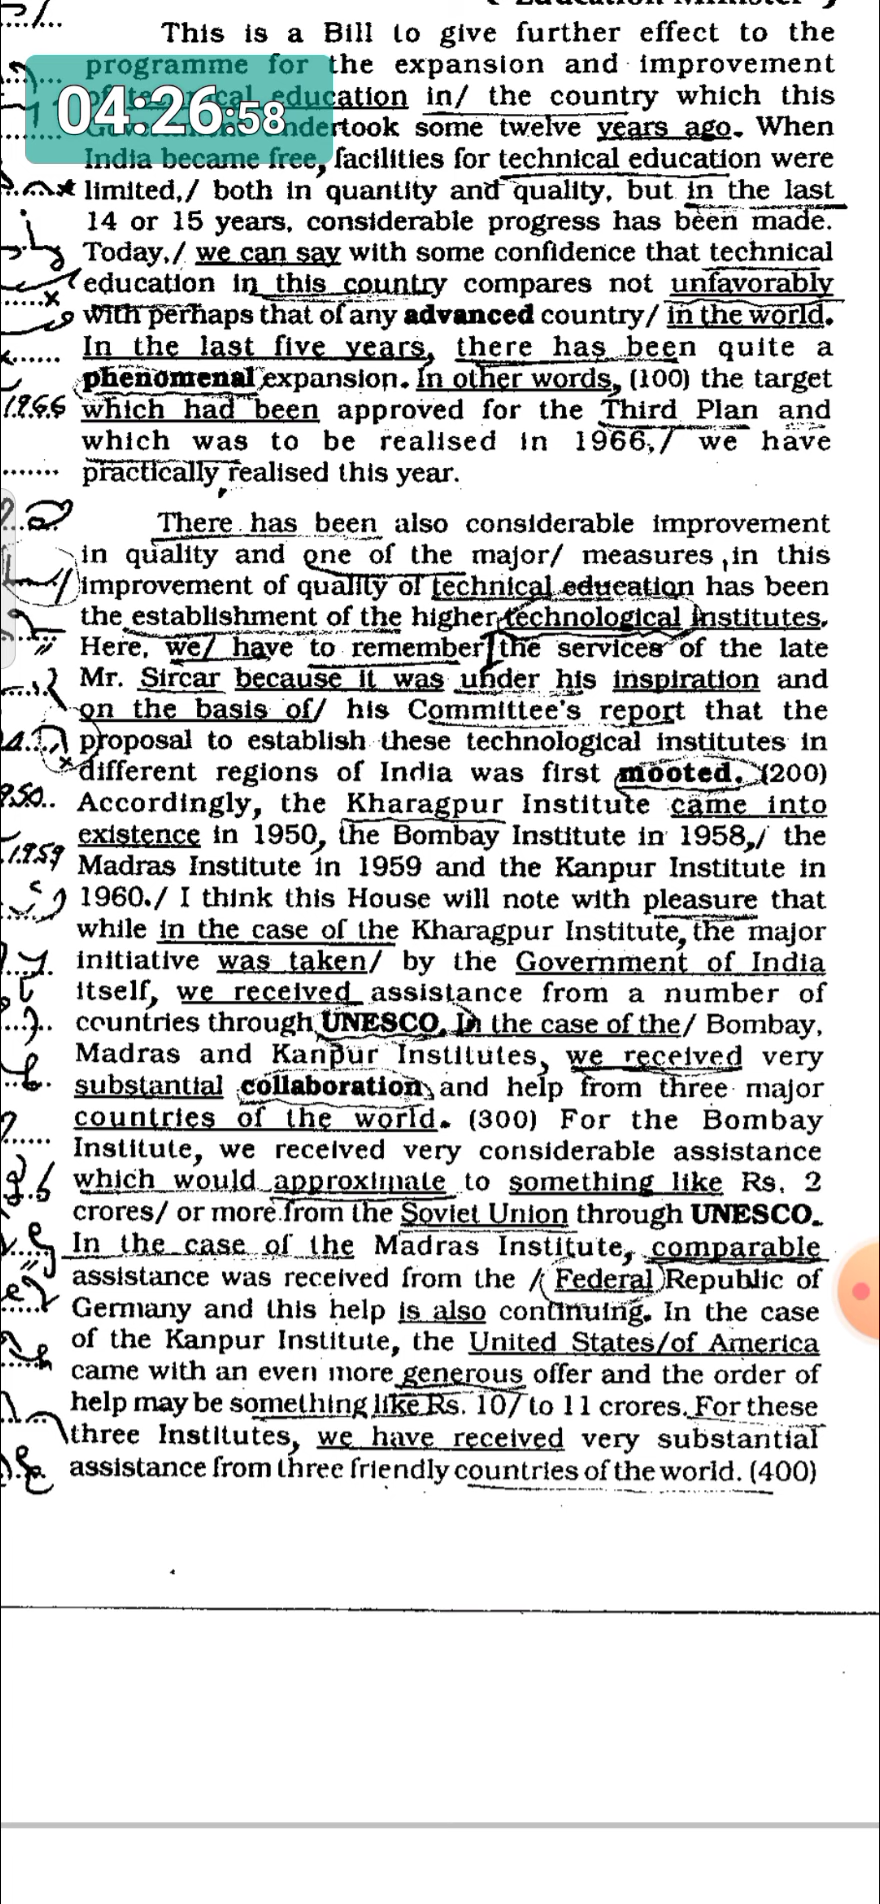 This is a Bill to give further effect to the
programme for the expansion and improvement
education in/ the country which this
undertook some twelve years ago. When
India became free, facilities for technical education were
limited,/ both in quantity and quality, but in the last
14 or 15 years, considerable progress has been made.
Today,/ we can say with some confidence that technical
education in this country compares not unfavorably
with perhaps that of any advanced country/ in the world.
In the last five years, there has been quite a
phenomenal expansion. In other words, (100) the target
1966 which had been approved for the Third Plan and
which was to be realised in 1966,/ we have
practically realised this year.
There has been also considerable improvement
in quality and one of the major/ measures in this
improvement of quality of technical education has been
the establishment of the higher technological institutes.
Here, we/ have to remember the services of the late
Mr. Sircar because it was under his inspiration and
on the basis of/ his Committee's report that the
proposal to establish these technological institutes in
different regions of India was first mooted. (200)
950.. Accordingly, the Kharagpur Institute came into
existence in 1950, the Bombay Institute in 1958,/ the
1959 Madras Institute in 1959 and the Kanpur Institute in
1960./ I think this House will note with pleasure that
while in the case of the Kharagpur Institute, the major
initiative was taken/ by the Government of India
itself, we received assistance from a number of
countries through UNESCO. In the case of the/ Bombay,
Madras and Kanpur Institutes, we received very
substantial collaboration and help from three major
countries of the world. (300) For the Bombay
Institute, we received very considerable assistance
which would approximate to something like Rs. 2
crores/ or more from the Soviet Union through UNESCO.
In the case of the Madras Institute, comparable
assistance was received from the / Federal Republic of
Germany and this help is also continuing. In the case
of the Kanpur Institute, the United States/of America
came with an even more generous offer and the order of
help may be something like Rs. 10/ to 11 crores. For these
three Institutes, we have received very substantial
assistance from three friendly countries of the world. (400)
04:26:58